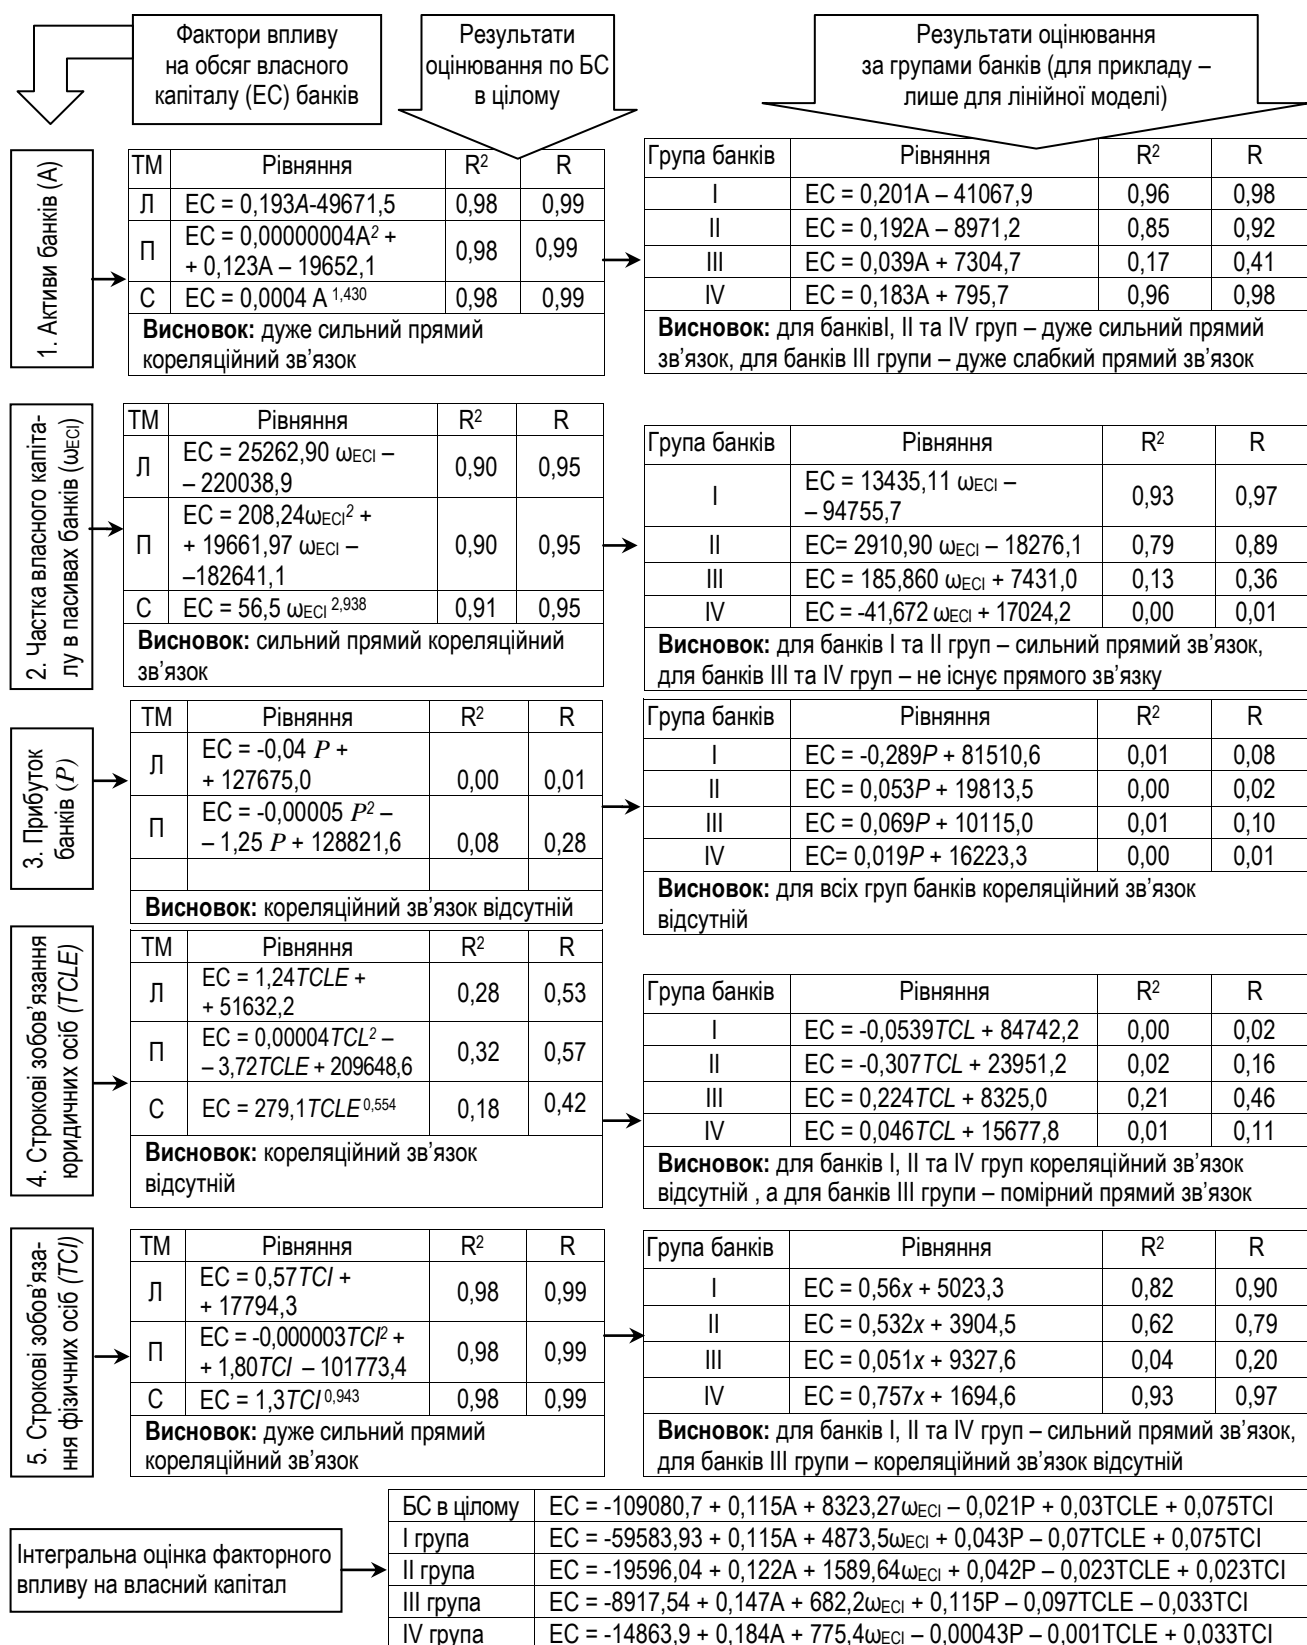 Фактори впливу
на обсяг власного
капіталу (ЕС) банків
Результати
оцінювання по БС
в цілому
Результати оцінювання
за групами банків (для прикладу –
лише для лінійної моделі)
1. Активи банків (А)
ТМ Рівняння R² R
Л ЕС = 0,193A-49671,5 0,98 0,99
П ЕС = 0,00000004А² +
+ 0,123А – 19652,1 0,98 0,99
С ЕС = 0,0004 А ^1,430 0,98 0,99
Висновок: дуже сильний прямий
кореляційний зв’язок
Група банків Рівняння R² R
І ЕС = 0,201А – 41067,9 0,96 0,98
ІІ ЕС = 0,192А – 8971,2 0,85 0,92
ІІІ ЕС = 0,039А + 7304,7 0,17 0,41
IV ЕС = 0,183А + 795,7 0,96 0,98
Висновок: для банківІ, ІІ та IV груп – дуже сильний прямий
зв’язок, для банків ІІІ групи – дуже слабкий прямий зв’язок
2. Частка власного капіта-
лу в пасивах банків (ωECI)
ТМ Рівняння R² R
Л ЕС = 25262,90 ωECI –
– 220038,9 0,90 0,95
П ЕС = 208,24ωECI² +
+ 19661,97 ωECI –
–182641,1 0,90 0,95
С ЕС = 56,5 ωECI ^2,938 0,91 0,95
Висновок: сильний прямий кореляційний
зв’язок
Група банків Рівняння R² R
І ЕС = 13435,11 ωECI –
– 94755,7 0,93 0,97
ІІ ЕС= 2910,90 ωECI – 18276,1 0,79 0,89
ІІІ ЕС = 185,860 ωECI + 7431,0 0,13 0,36
IV ЕС = -41,672 ωECI + 17024,2 0,00 0,01
Висновок: для банків І та ІІ груп – сильний прямий зв’язок,
для банків ІІІ та IV груп – не існує прямого зв’язку
3. Прибуток
банків (P)
ТМ Рівняння R² R
Л ЕС = -0,04 P +
+ 127675,0 0,00 0,01
П ЕС = -0,00005 P² –
– 1,25 P + 128821,6 0,08 0,28
Висновок: кореляційний зв’язок відсутній
Група банків Рівняння R² R
І ЕС = -0,289P + 81510,6 0,01 0,08
ІІ ЕС = 0,053P + 19813,5 0,00 0,02
ІІІ ЕС = 0,069P + 10115,0 0,01 0,10
IV ЕС= 0,019P + 16223,3 0,00 0,01
Висновок: для всіх груп банків кореляційний зв’язок
відсутній
4. Строкові зобов’язання
юридичних осіб (TCLE)
ТМ Рівняння R² R
Л ЕС = 1,24TCLE +
+ 51632,2 0,28 0,53
П ЕС = 0,00004TCL² –
– 3,72TCLE + 209648,6 0,32 0,57
С ЕС = 279,1TCLE ^0,554 0,18 0,42
Висновок: кореляційний зв’язок
відсутній
Група банків Рівняння R² R
І ЕС = -0,0539TCL + 84742,2 0,00 0,02
ІІ ЕС = -0,307TCL + 23951,2 0,02 0,16
ІІІ ЕС = 0,224TCL + 8325,0 0,21 0,46
IV ЕС = 0,046TCL + 15677,8 0,01 0,11
Висновок: для банків І, ІІ та IV груп кореляційний зв’язок
відсутній , а для банків ІІІ групи – помірний прямий зв’язок
5. Строкові зобов’яза-
ння фізичних осіб (TCI)
ТМ Рівняння R² R
Л ЕС = 0,57TCI +
+ 17794,3 0,98 0,99
П ЕС = -0,000003TCI² +
+ 1,80TCI – 101773,4 0,98 0,99
С ЕС = 1,3TCI ^0,943 0,98 0,99
Висновок: дуже сильний прямий
кореляційний зв’язок
Група банків Рівняння R² R
І ЕС = 0,56x + 5023,3 0,82 0,90
ІІ ЕС = 0,532x + 3904,5 0,62 0,79
ІІІ ЕС = 0,051x + 9327,6 0,04 0,20
IV ЕС = 0,757x + 1694,6 0,93 0,97
Висновок: для банків І, ІІ та IV груп – сильний прямий зв’язок,
для банків ІІІ групи – кореляційний зв’язок відсутній
Інтегральна оцінка факторного
впливу на власний капітал
БС в цілому ЕС = -109080,7 + 0,115А + 8323,27ωECI – 0,021P + 0,03TCLE + 0,075TCI
І група ЕС = -59583,93 + 0,115А + 4873,5ωECI + 0,043P – 0,07TCLE + 0,075TCI
ІІ група ЕС = -19596,04 + 0,122А + 1589,64ωECI + 0,042P – 0,023TCLE + 0,023TCI
ІІІ група ЕС = -8917,54 + 0,147А + 682,2ωECI + 0,115P – 0,097TCLE – 0,033TCI
IV група ЕС = -14863,9 + 0,184А + 775,4ωECI – 0,00043P – 0,001TCLE + 0,033TCI